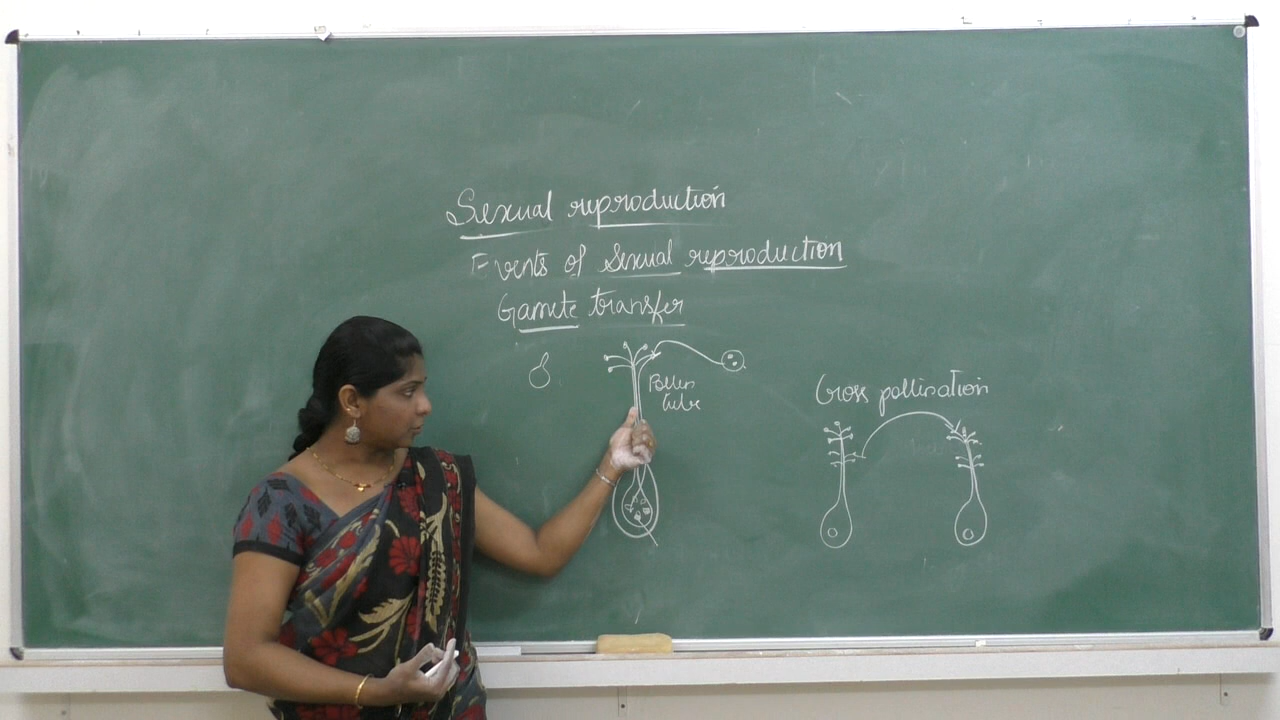 Sexual reproduction
Events of Sexual reproduction
Gamete transfer
Pollen
tube
Cross pollination